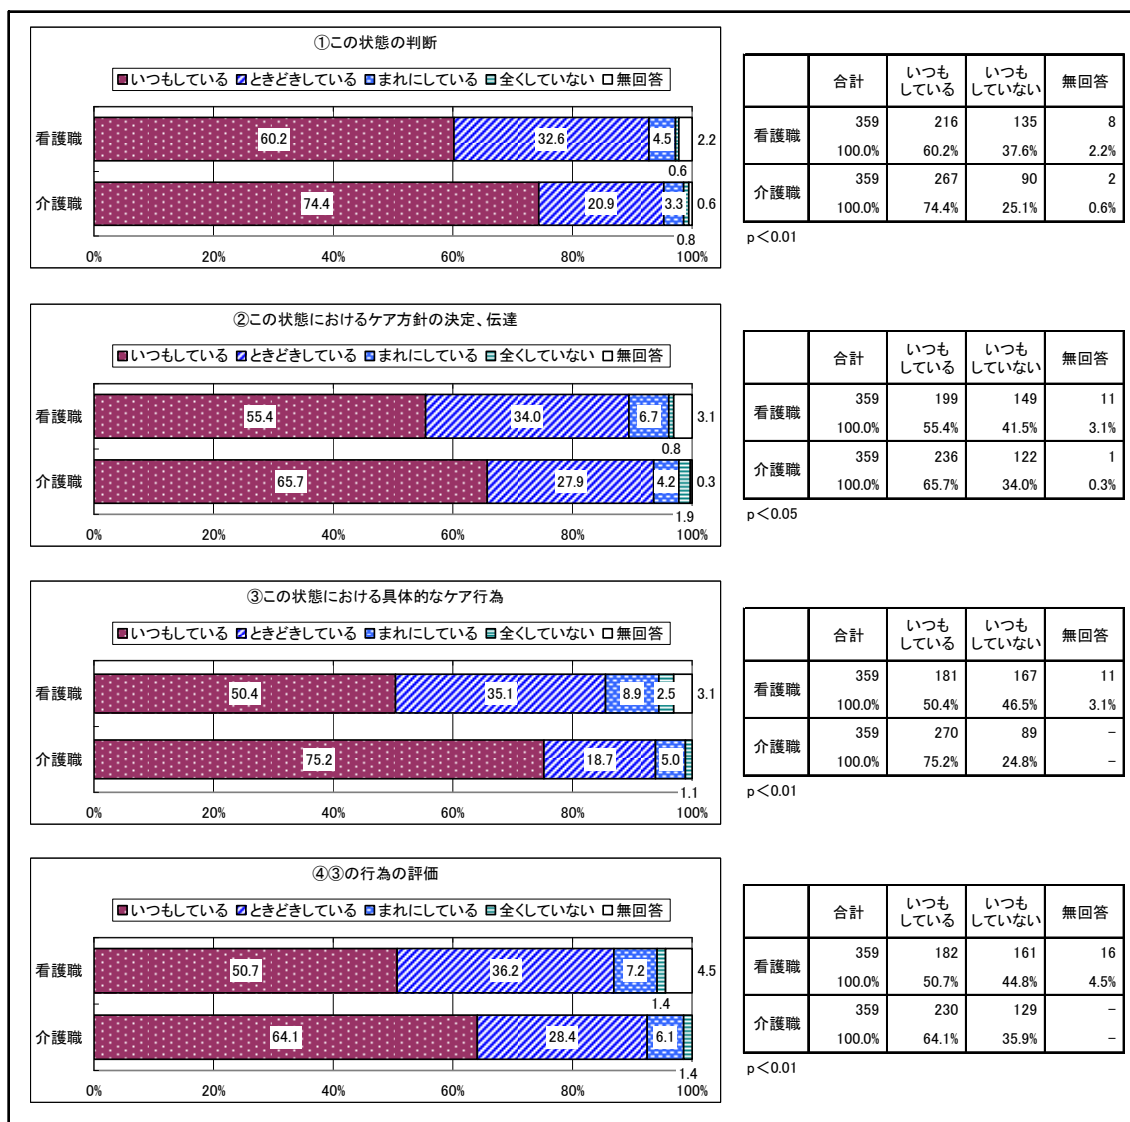 ①この状態の判断
いつもしている ときどきしている まれにしている 全くしていない 無回答
看護職 60.2 32.6 4.5 2.2
0.6
介護職 74.4 20.9 3.3 0.6
0.8
0% 20% 40% 60% 80% 100%
合計 いつもしている いつもしていない 無回答
看護職 359 216 135 8
100.0% 60.2% 37.6% 2.2%
介護職 359 267 90 2
100.0% 74.4% 25.1% 0.6%
p<0.01
②この状態におけるケア方針の決定、伝達
いつもしている ときどきしている まれにしている 全くしていない 無回答
看護職 55.4 34.0 6.7 3.1
0.8
介護職 65.7 27.9 4.2 0.3
1.9
0% 20% 40% 60% 80% 100%
合計 いつもしている いつもしていない 無回答
看護職 359 199 149 11
100.0% 55.4% 41.5% 3.1%
介護職 359 236 122 1
100.0% 65.7% 34.0% 0.3%
p<0.05
③この状態における具体的なケア行為
いつもしている ときどきしている まれにしている 全くしていない 無回答
看護職 50.4 35.1 8.9 2.5 3.1
介護職 75.2 18.7 5.0
1.1
0% 20% 40% 60% 80% 100%
合計 いつもしている いつもしていない 無回答
看護職 359 181 167 11
100.0% 50.4% 46.5% 3.1%
介護職 359 270 89 −
100.0% 75.2% 24.8% −
p<0.01
④③の行為の評価
いつもしている ときどきしている まれにしている 全くしていない 無回答
看護職 50.7 36.2 7.2 4.5
1.4
介護職 64.1 28.4 6.1
1.4
0% 20% 40% 60% 80% 100%
合計 いつもしている いつもしていない 無回答
看護職 359 182 161 16
100.0% 50.7% 44.8% 4.5%
介護職 359 230 129 −
100.0% 64.1% 35.9% −
p<0.01